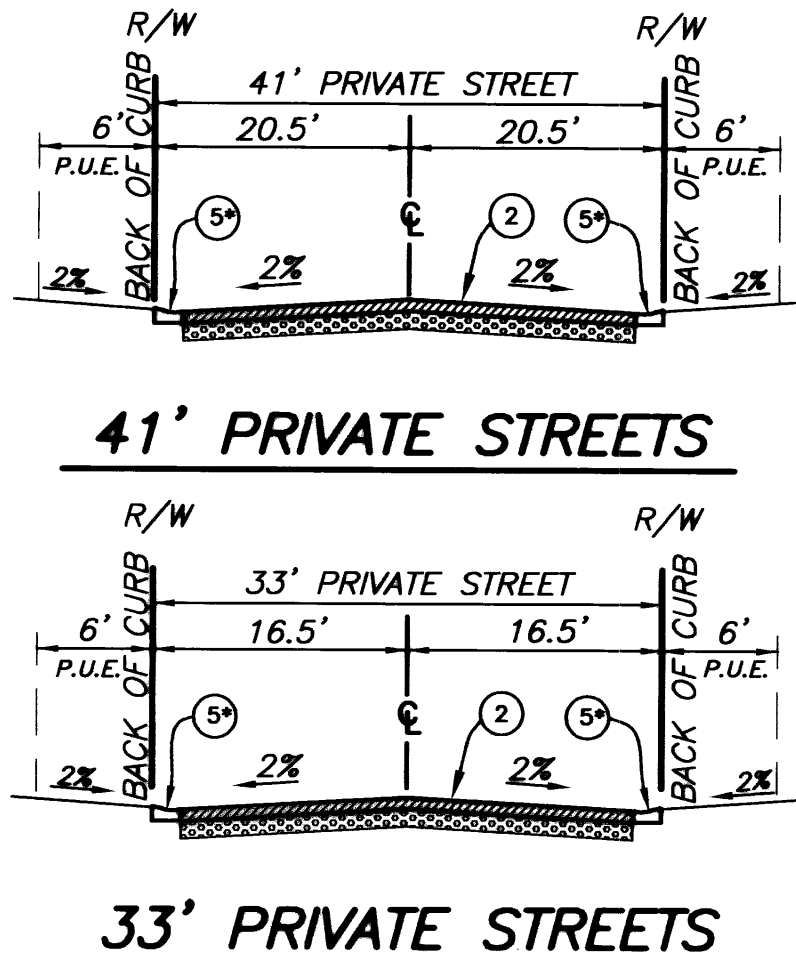 R/W R/W
41' PRIVATE STREET
6' 20.5' 20.5' 6'
P.U.E. P.U.E.
BACK OF CURB BACK OF CURB
5* ℄ 2 5*
2% 2% 2% 2%
41' PRIVATE STREETS
R/W R/W
33' PRIVATE STREET
6' 16.5' 16.5' 6'
P.U.E. P.U.E.
BACK OF CURB BACK OF CURB
5* ℄ 2 5*
2% 2% 2% 2%
33' PRIVATE STREETS